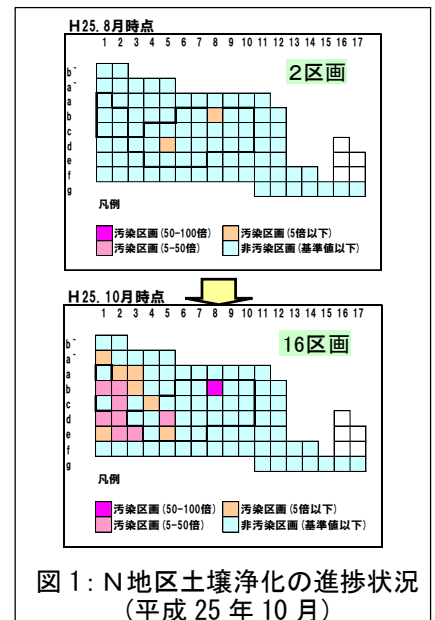 H25. 8月時点
1 2 3 4 5 6 7 8 9 10 11 12 13 14 15 16 17
b`
a`
a
b
c
d
e
f
g
2区画
凡例
汚染区画(50-100倍) 汚染区画(5倍以下)
汚染区画(5-50倍) 非汚染区画(基準値以下)
H25. 10月時点
1 2 3 4 5 6 7 8 9 10 11 12 13 14 15 16 17
b`
a`
a
b
c
d
e
f
g
16区画
凡例
汚染区画(50-100倍) 汚染区画(5倍以下)
汚染区画(5-50倍) 非汚染区画(基準値以下)
図1:N地区土壌浄化の進捗状況
(平成25年10月)